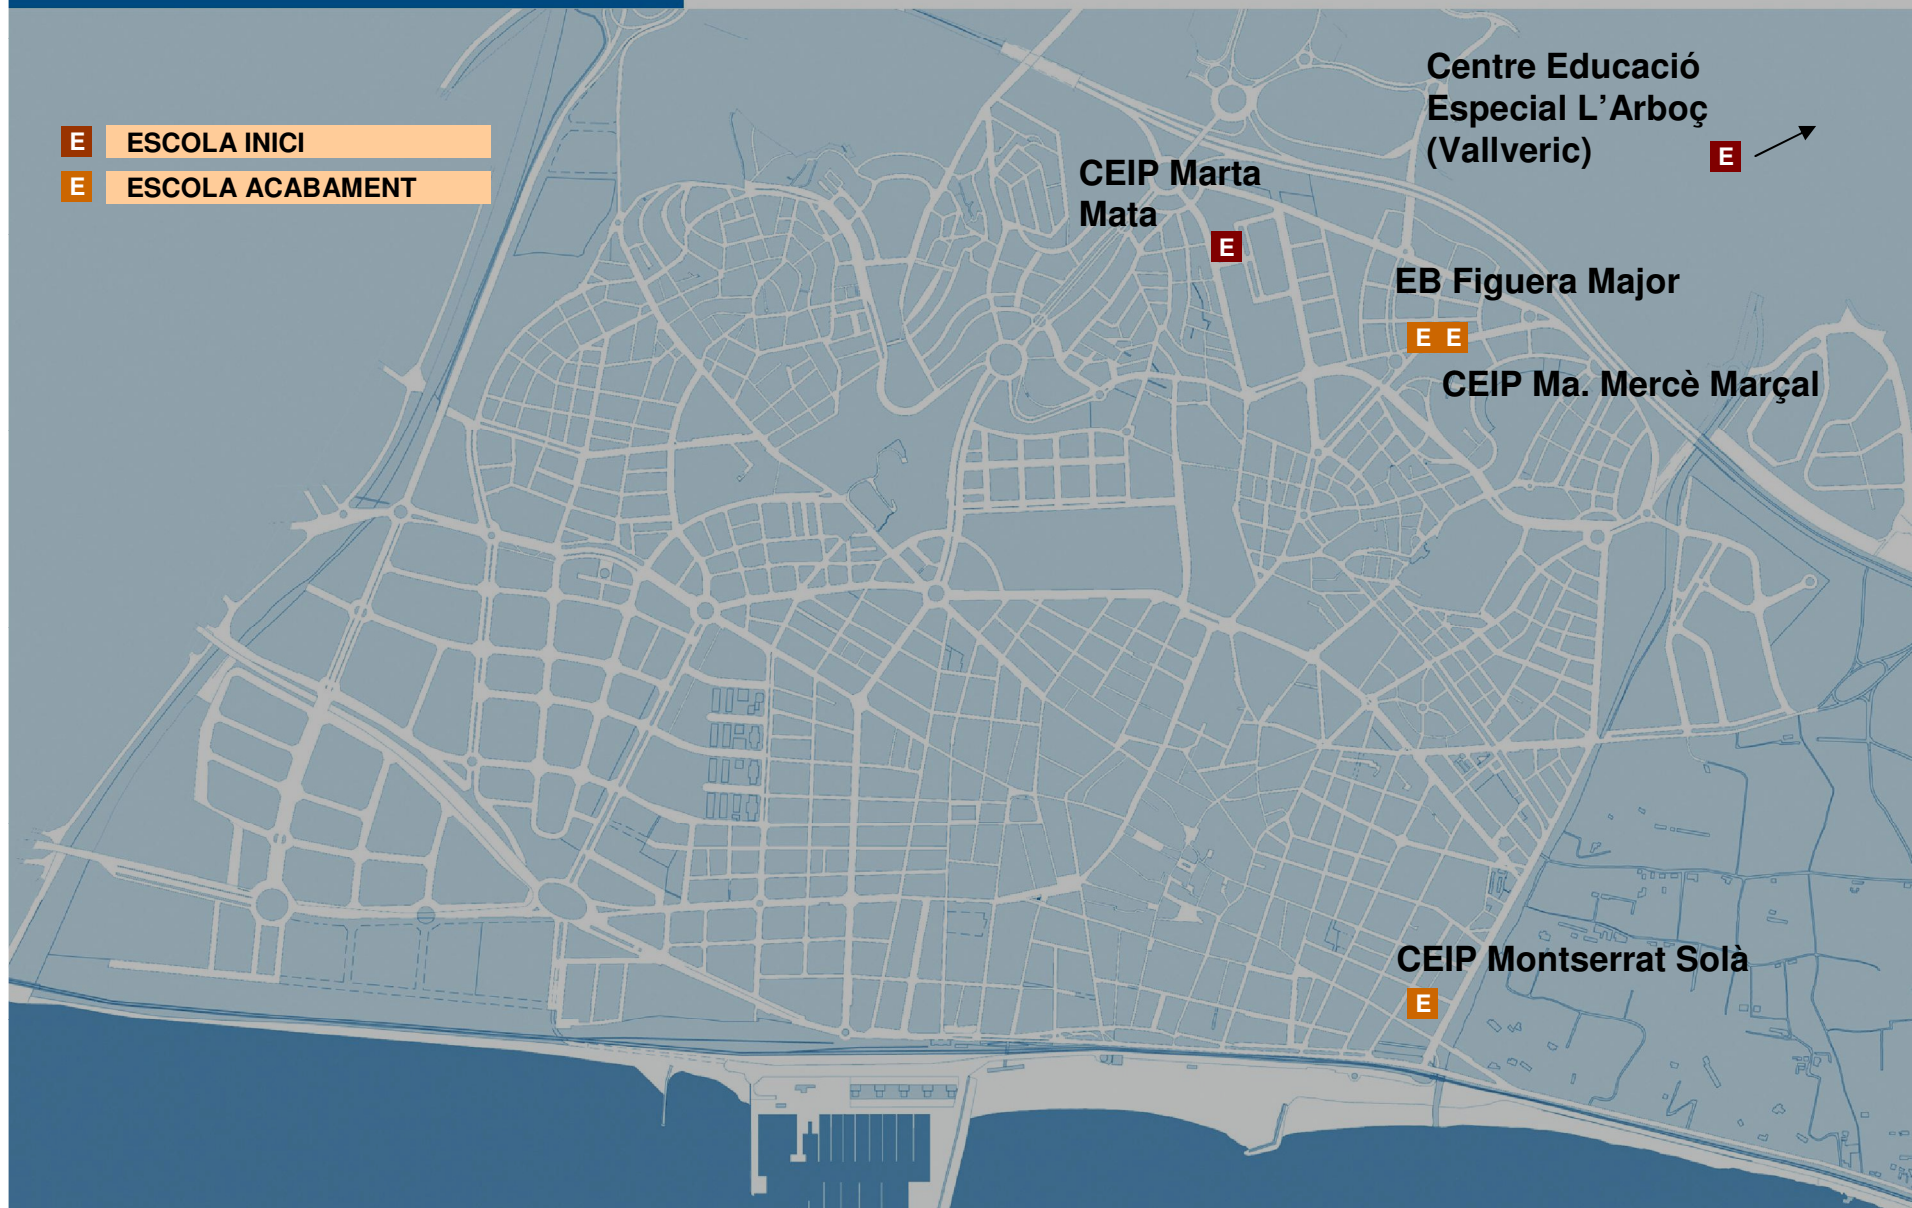 E ESCOLA INICI
E ESCOLA ACABAMENT
Centre Educació
Especial L’Arboç
(Vallveric)
E
CEIP Marta
Mata
E
EB Figuera Major
E E
CEIP Ma. Mercè Marçal
CEIP Montserrat Solà
E